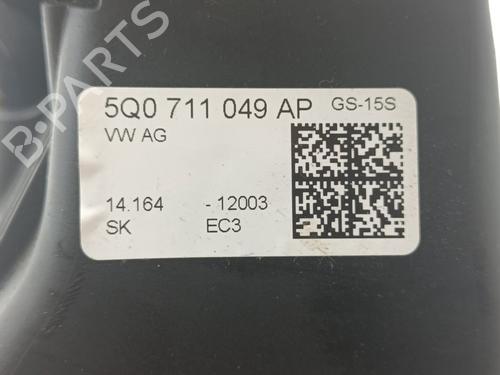 B-PARTS
5Q0 711 049 AP GS-15S
VW AG
14.164 - 12003
SK EC3